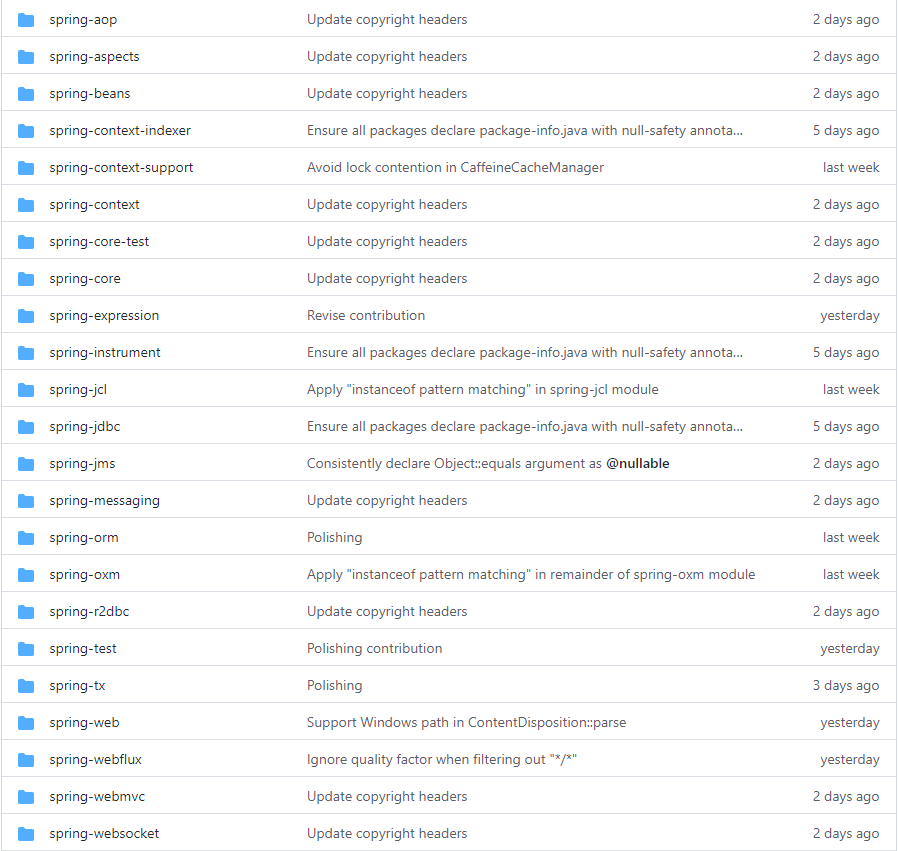 spring-aop Update copyright headers 2 days ago
spring-aspects Update copyright headers 2 days ago
spring-beans Update copyright headers 2 days ago
spring-context-indexer Ensure all packages declare package-info.java with null-safety annota... 5 days ago
spring-context-support Avoid lock contention in CaffeineCacheManager last week
spring-context Update copyright headers 2 days ago
spring-core-test Update copyright headers 2 days ago
spring-core Update copyright headers 2 days ago
spring-expression Revise contribution yesterday
spring-instrument Ensure all packages declare package-info.java with null-safety annota... 5 days ago
spring-jcl Apply "instanceof pattern matching" in spring-jcl module last week
spring-jdbc Ensure all packages declare package-info.java with null-safety annota... 5 days ago
spring-jms Consistently declare Object::equals argument as @nullable 2 days ago
spring-messaging Update copyright headers 2 days ago
spring-orm Polishing last week
spring-oxm Apply "instanceof pattern matching" in remainder of spring-oxm module last week
spring-r2dbc Update copyright headers 2 days ago
spring-test Polishing contribution yesterday
spring-tx Polishing 3 days ago
spring-web Support Windows path in ContentDisposition::parse yesterday
spring-webflux Ignore quality factor when filtering out "*/*" yesterday
spring-webmvc Update copyright headers 2 days ago
spring-websocket Update copyright headers 2 days ago